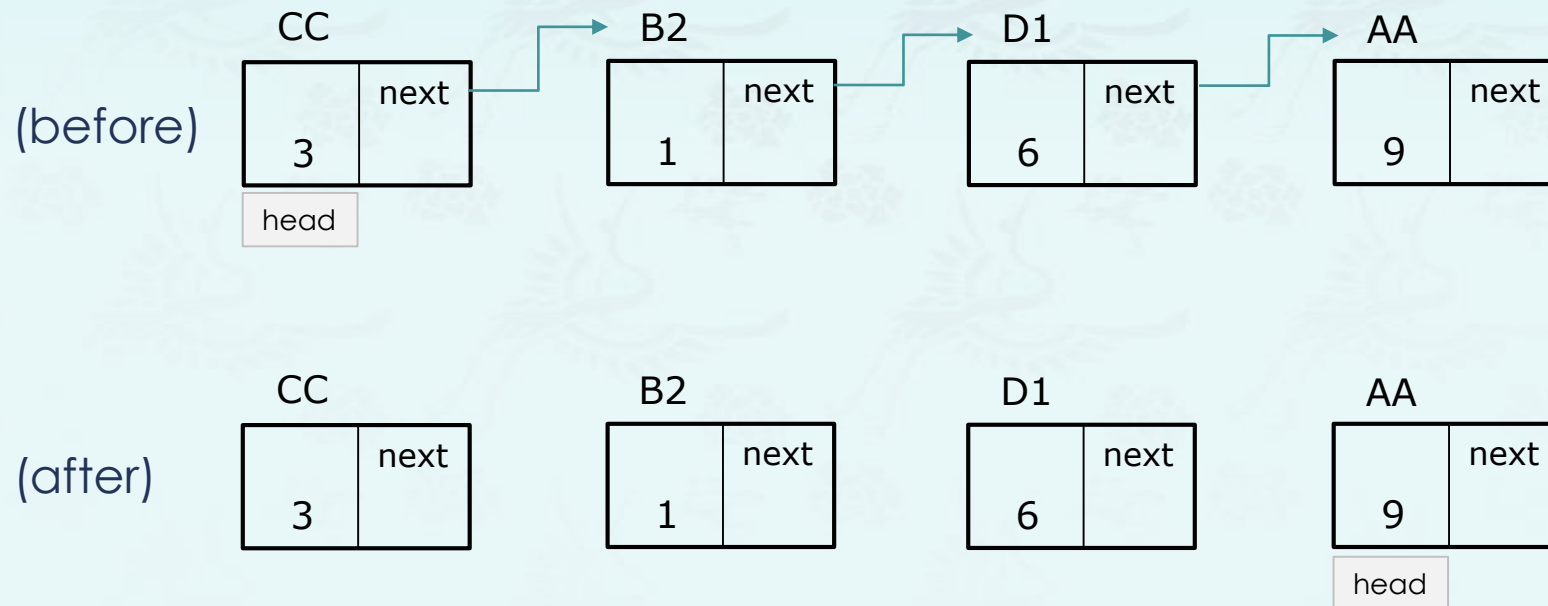 CC B2 D1 AA
next next next next
(before)
3 1 6 9
head
CC B2 D1 AA
next next next next
(after)
3 1 6 9
head